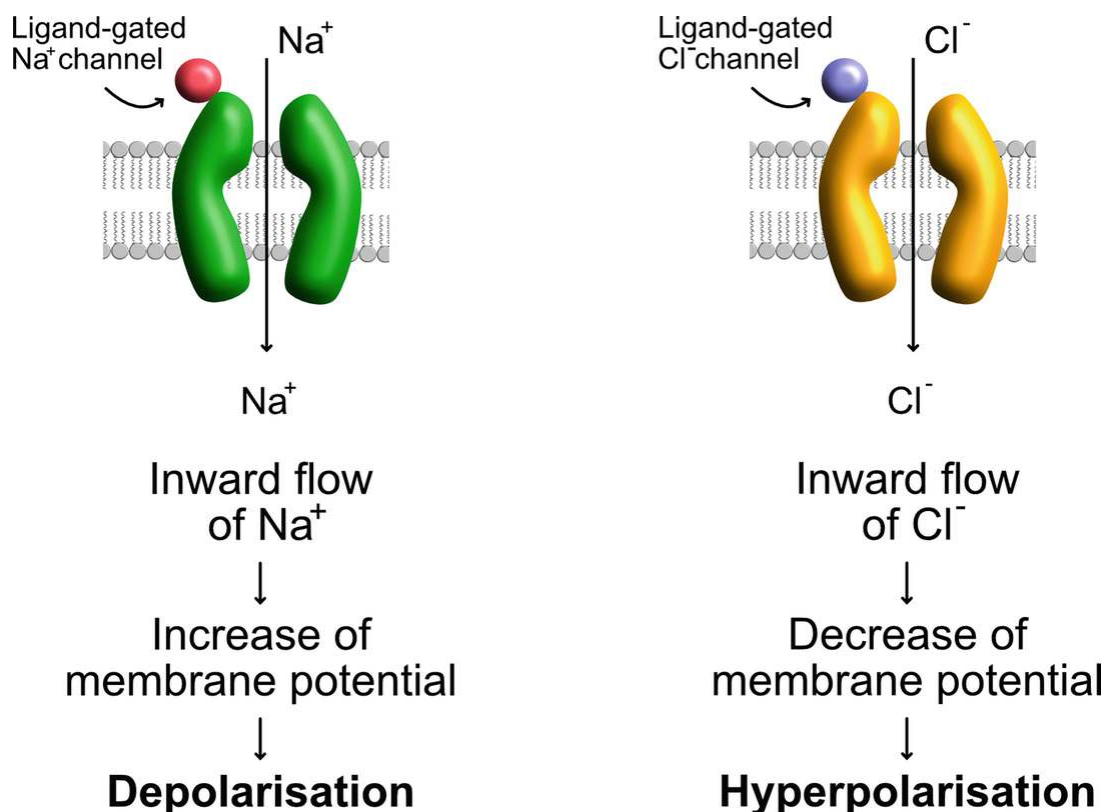 Ligand-gated
Na⁺ channel
Na⁺
Na⁺
Inward flow
of Na⁺
Increase of
membrane potential
Depolarisation
Ligand-gated
Cl⁻ channel
Cl⁻
Cl⁻
Inward flow
of Cl⁻
Decrease of
membrane potential
Hyperpolarisation